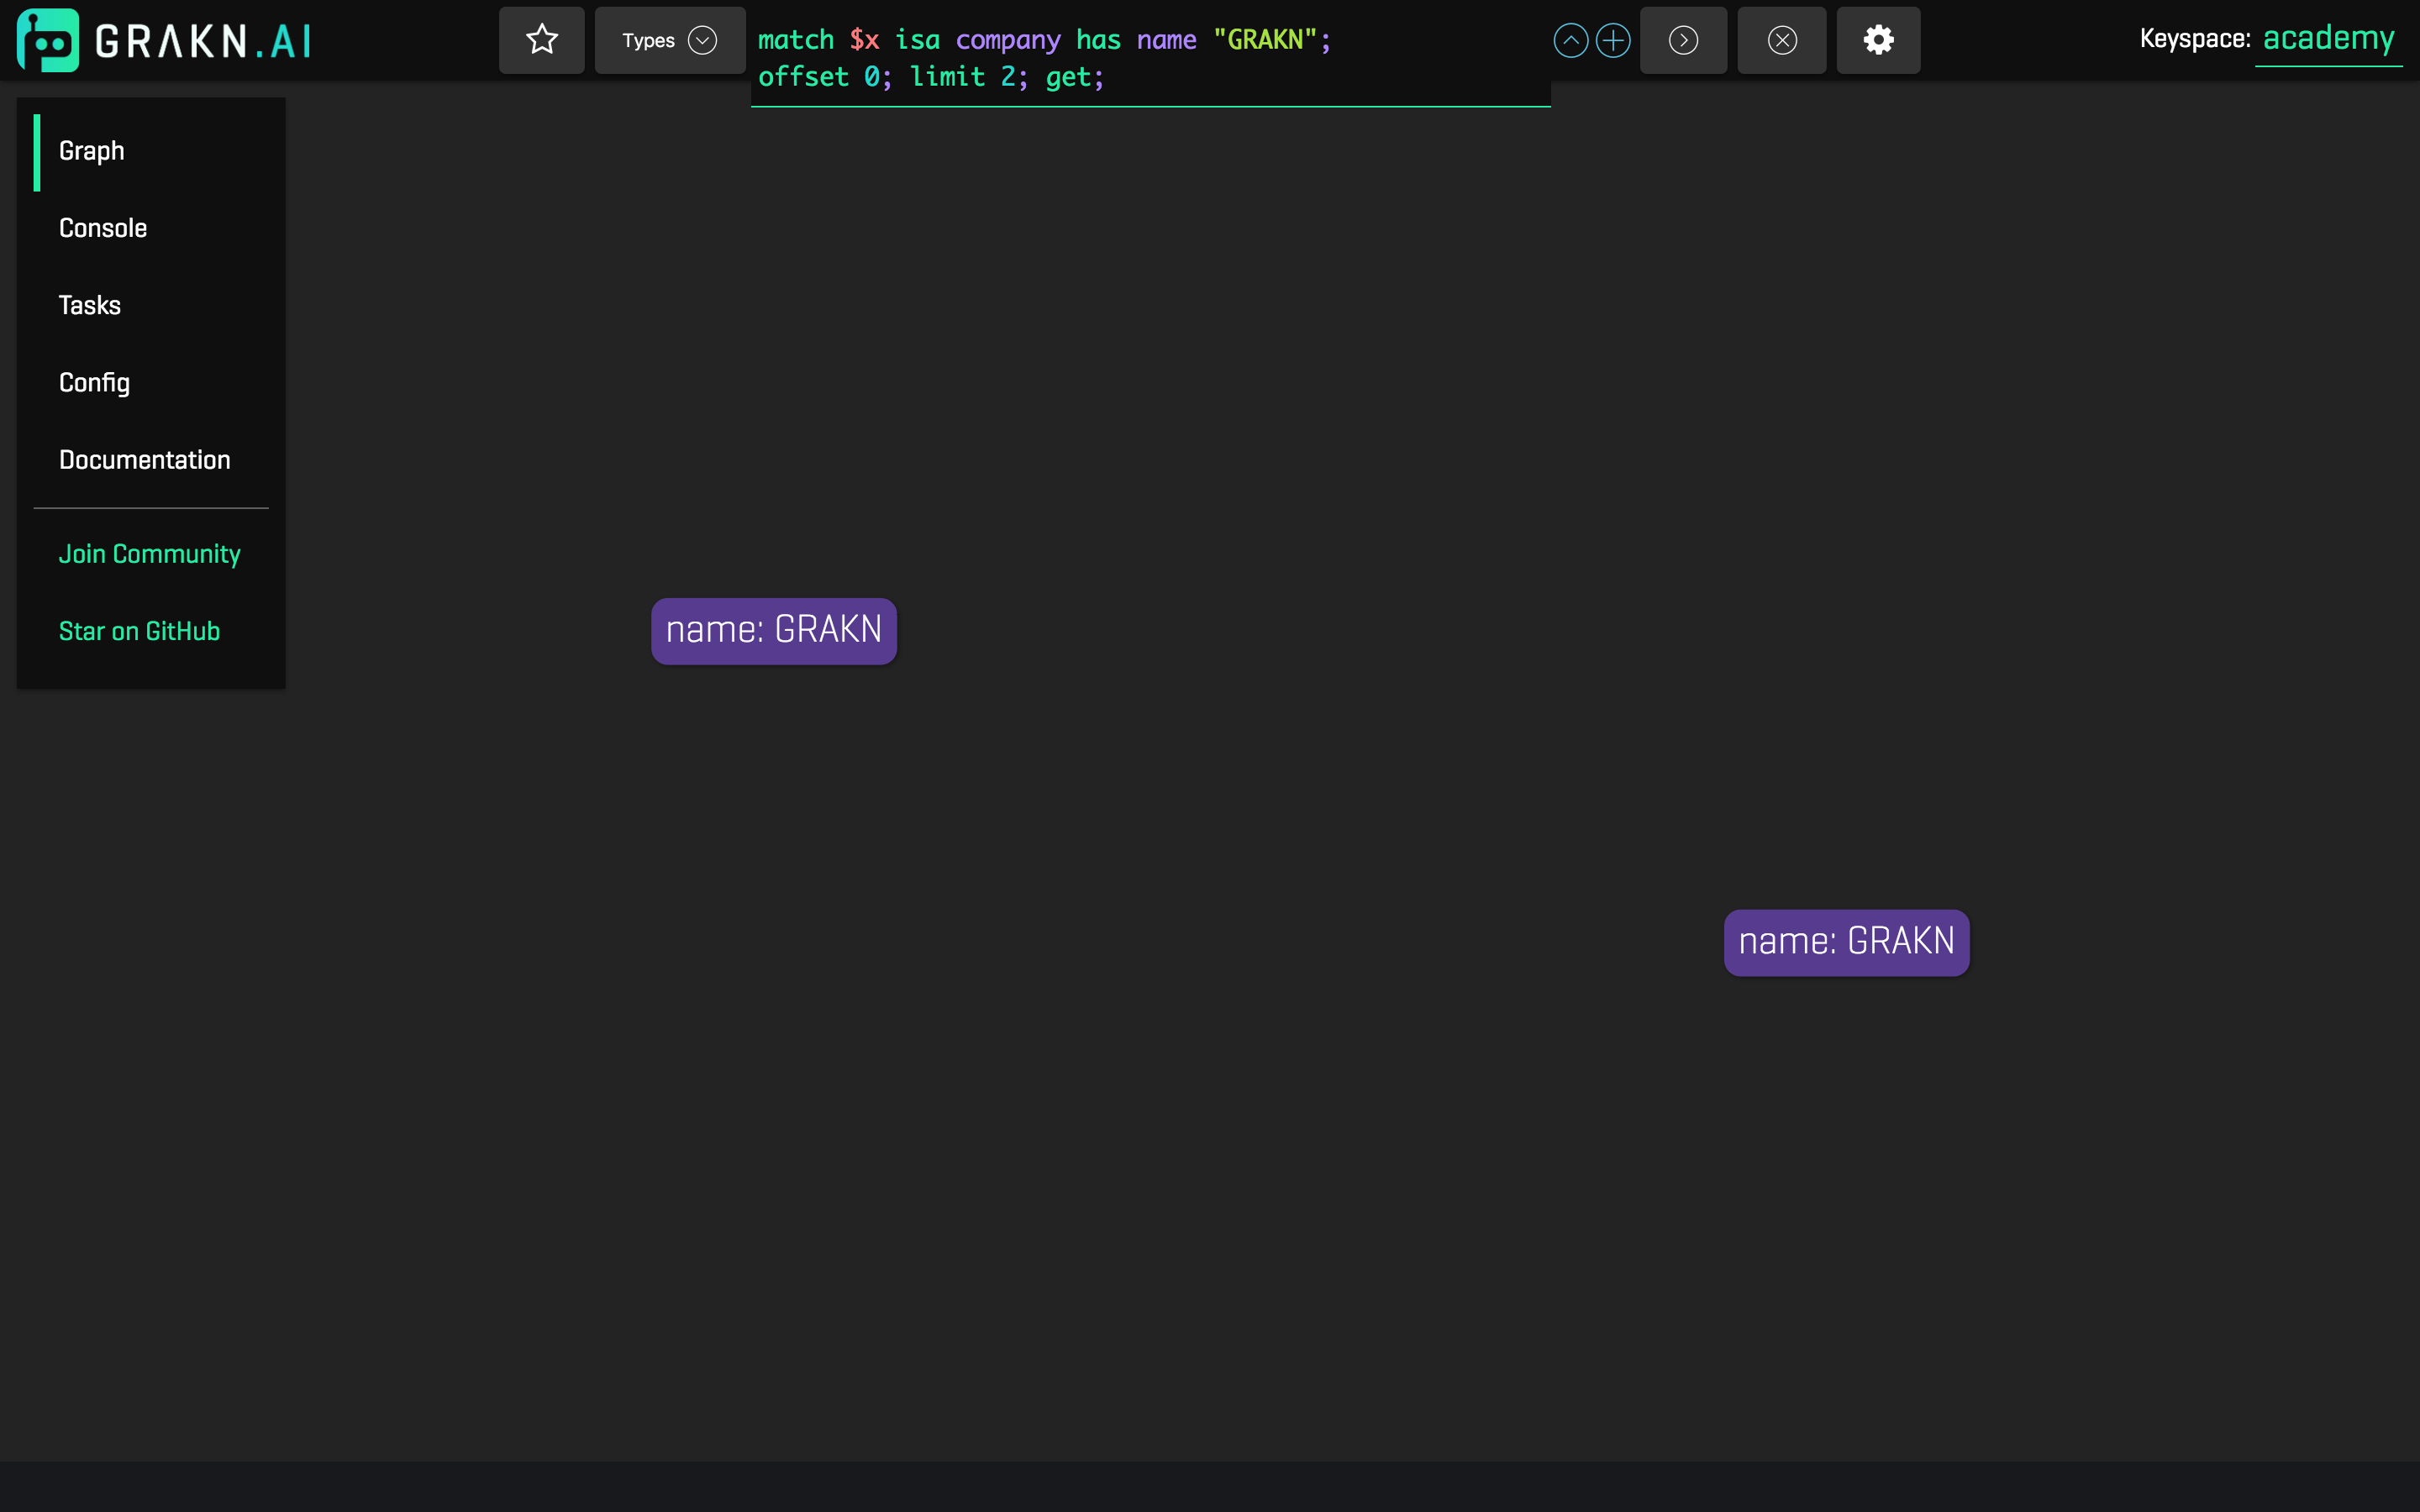 GRAKN.AI
Types
match $x isa company has name "GRAKN";
offset 0; limit 2; get;
Keyspace: academy
Graph
Console
Tasks
Config
Documentation
Join Community
Star on GitHub
name: GRAKN
name: GRAKN